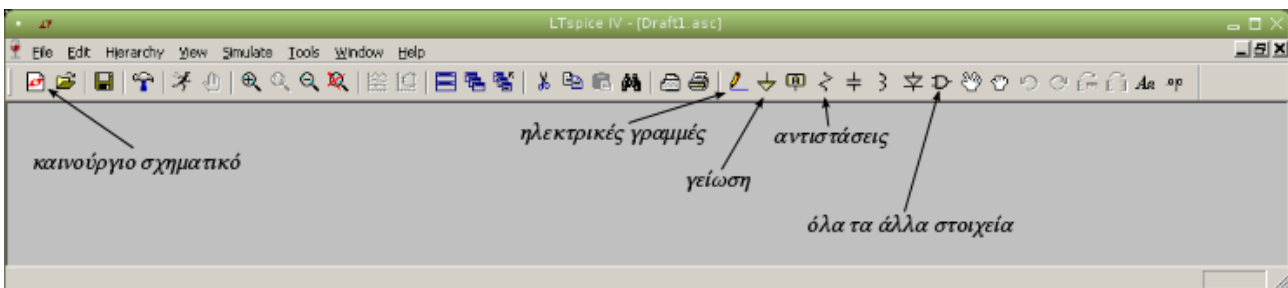 LTspice IV - [Draft1.asc]
File Edit Hierarchy View Simulate Tools Window Help
Aa .op
ηλεκτρικές γραμμές
αντιστάσεις
καινούργιο σχηματικό
γείωση
όλα τα άλλα στοιχεία